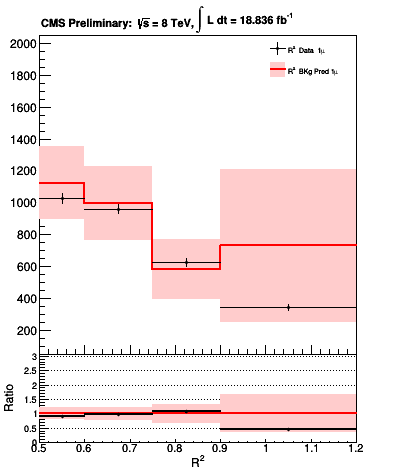 CMS Preliminary: √s = 8 TeV, ∫ L dt = 18.836 fb⁻¹
R² Data 1μ
R² BKg Pred 1μ
2000
1800
1600
1400
1200
1000
800
600
400
200
3
2.5
2
1.5
1
0.5
0
Ratio
0.5 0.6 0.7 0.8 0.9 1 1.1 1.2
R²